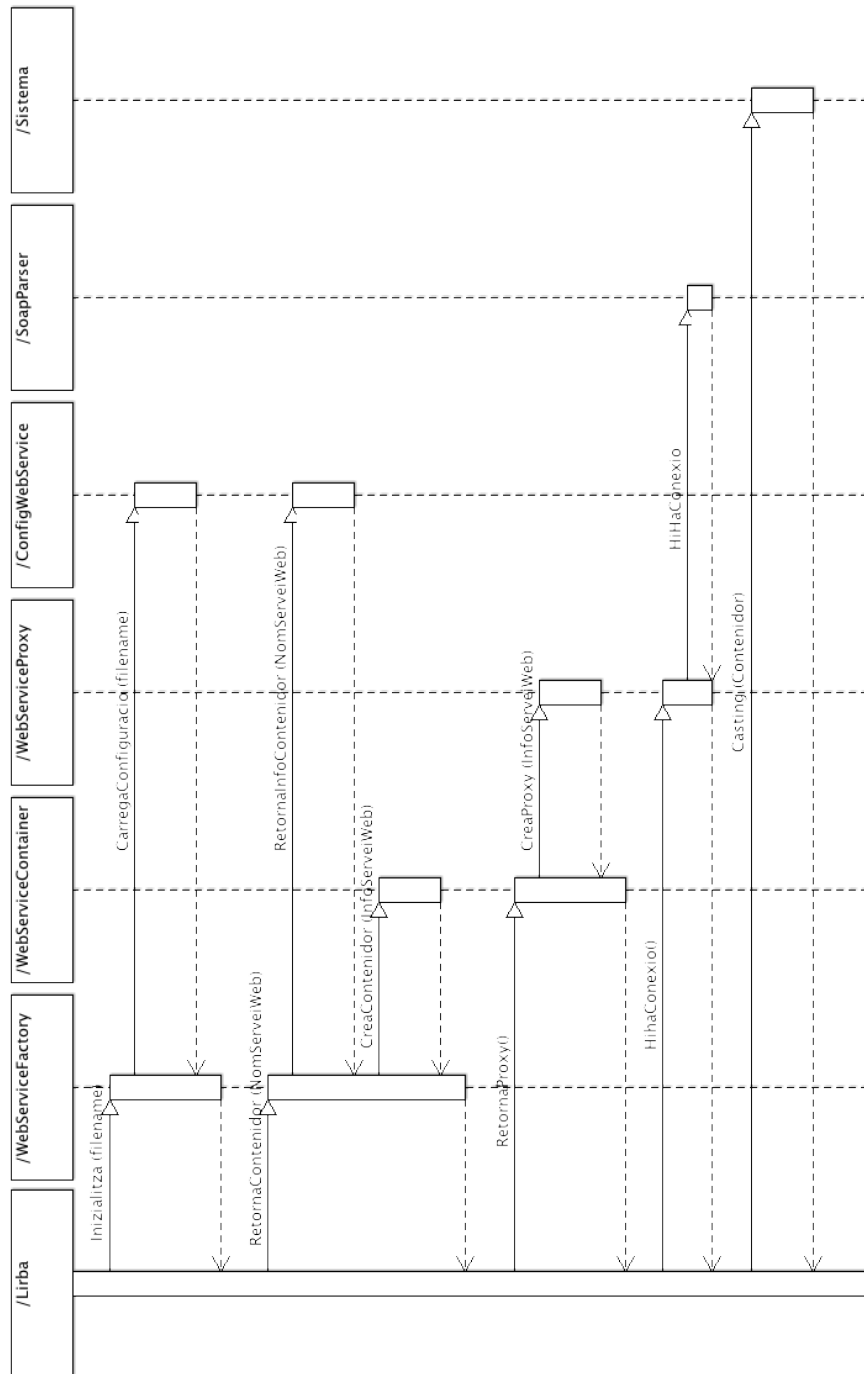 /Lirba
/WebServiceFactory
/WebServiceContainer
/WebServiceProxy
/ConfigWebService
/SoapParser
/Sistema
Inizialitza (filename)
CarregaConfiguracio (filename)
RetornaContenidor (NomServeiWeb)
RetornaInfoContenidor (NomServeiWeb)
CreaContenidor (InfoServeiWeb)
RetornaProxy()
CreaProxy (InfoServeiWeb)
HihaConexio()
HiHaConexio
Casting (Contenidor)